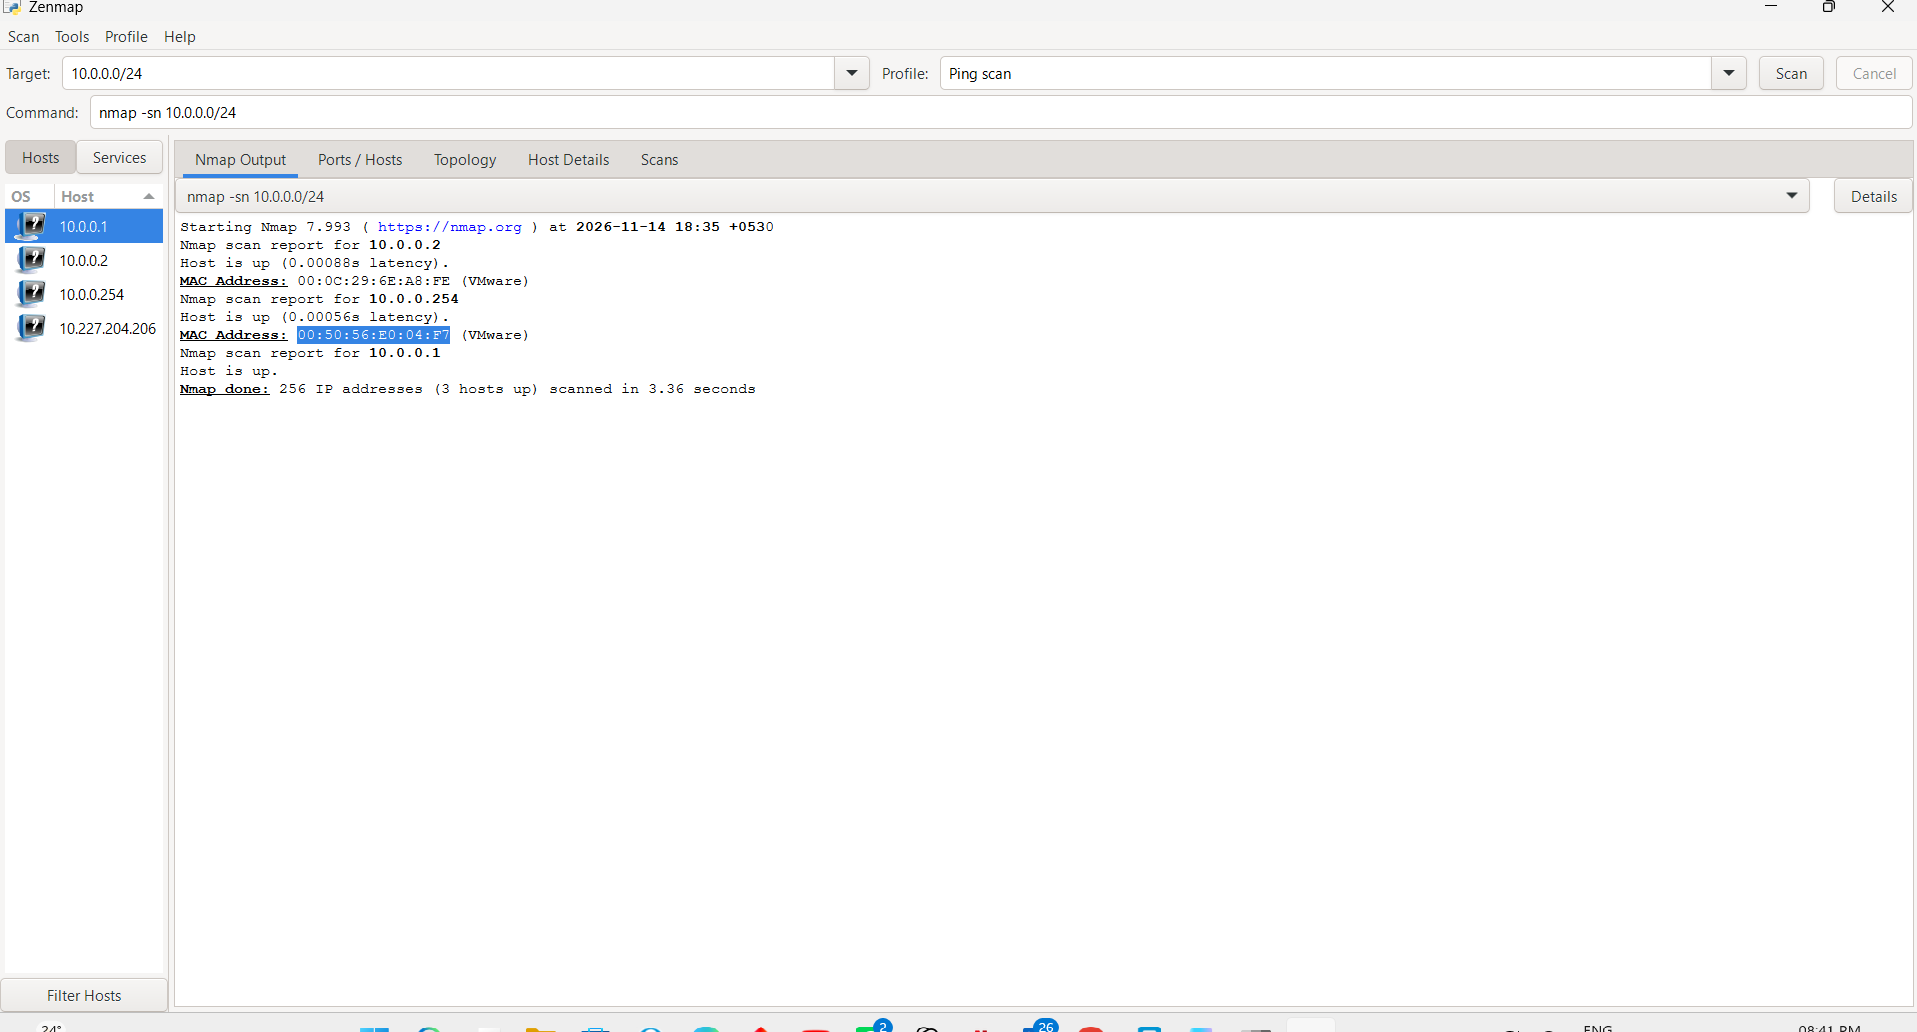 Zenmap
Scan Tools Profile Help
Target: 10.0.0.0/24 Profile: Ping scan Scan Cancel
Command: nmap -sn 10.0.0.0/24
Hosts Services
Nmap Output Ports / Hosts Topology Host Details Scans
OS Host
nmap -sn 10.0.0.0/24 Details
10.0.0.1
10.0.0.2
10.0.0.254
10.227.204.206
Starting Nmap 7.993 ( https://nmap.org ) at 2026-11-14 18:35 +0530
Nmap scan report for 10.0.0.2
Host is up (0.00088s latency).
MAC Address: 00:0C:29:6E:A8:FE (VMware)
Nmap scan report for 10.0.0.254
Host is up (0.00056s latency).
MAC Address: 00:50:56:E0:04:F7 (VMware)
Nmap scan report for 10.0.0.1
Host is up.
Nmap done: 256 IP addresses (3 hosts up) scanned in 3.36 seconds
Filter Hosts
24°
2
26
ENG
08:41 PM